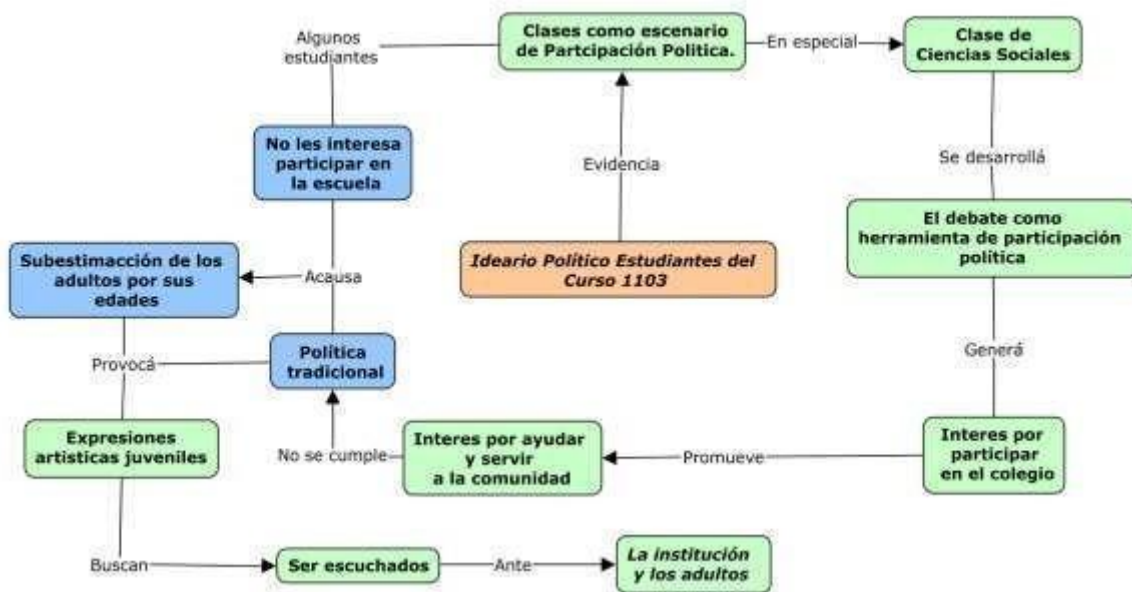 Algunos
estudiantes
Clases como escenario
de Partcipación Politica.
En especial
Clase de
Ciencias Sociales
No les interesa
participar en
la escuela
Evidencia
Se desarrollá
El debate como
herramienta de participación
política
Subestimacción de los
adultos por sus
edades
Acausa
Ideario Político Estudiantes del
Curso 1103
Provocá
Política
tradicional
Generá
Expresiones
artisticas juveniles
No se cumple
Interes por ayudar
y servir
a la comunidad
Promueve
Interes por
participar
en el colegio
Buscan
Ser escuchados
Ante
La institución
y los adultos